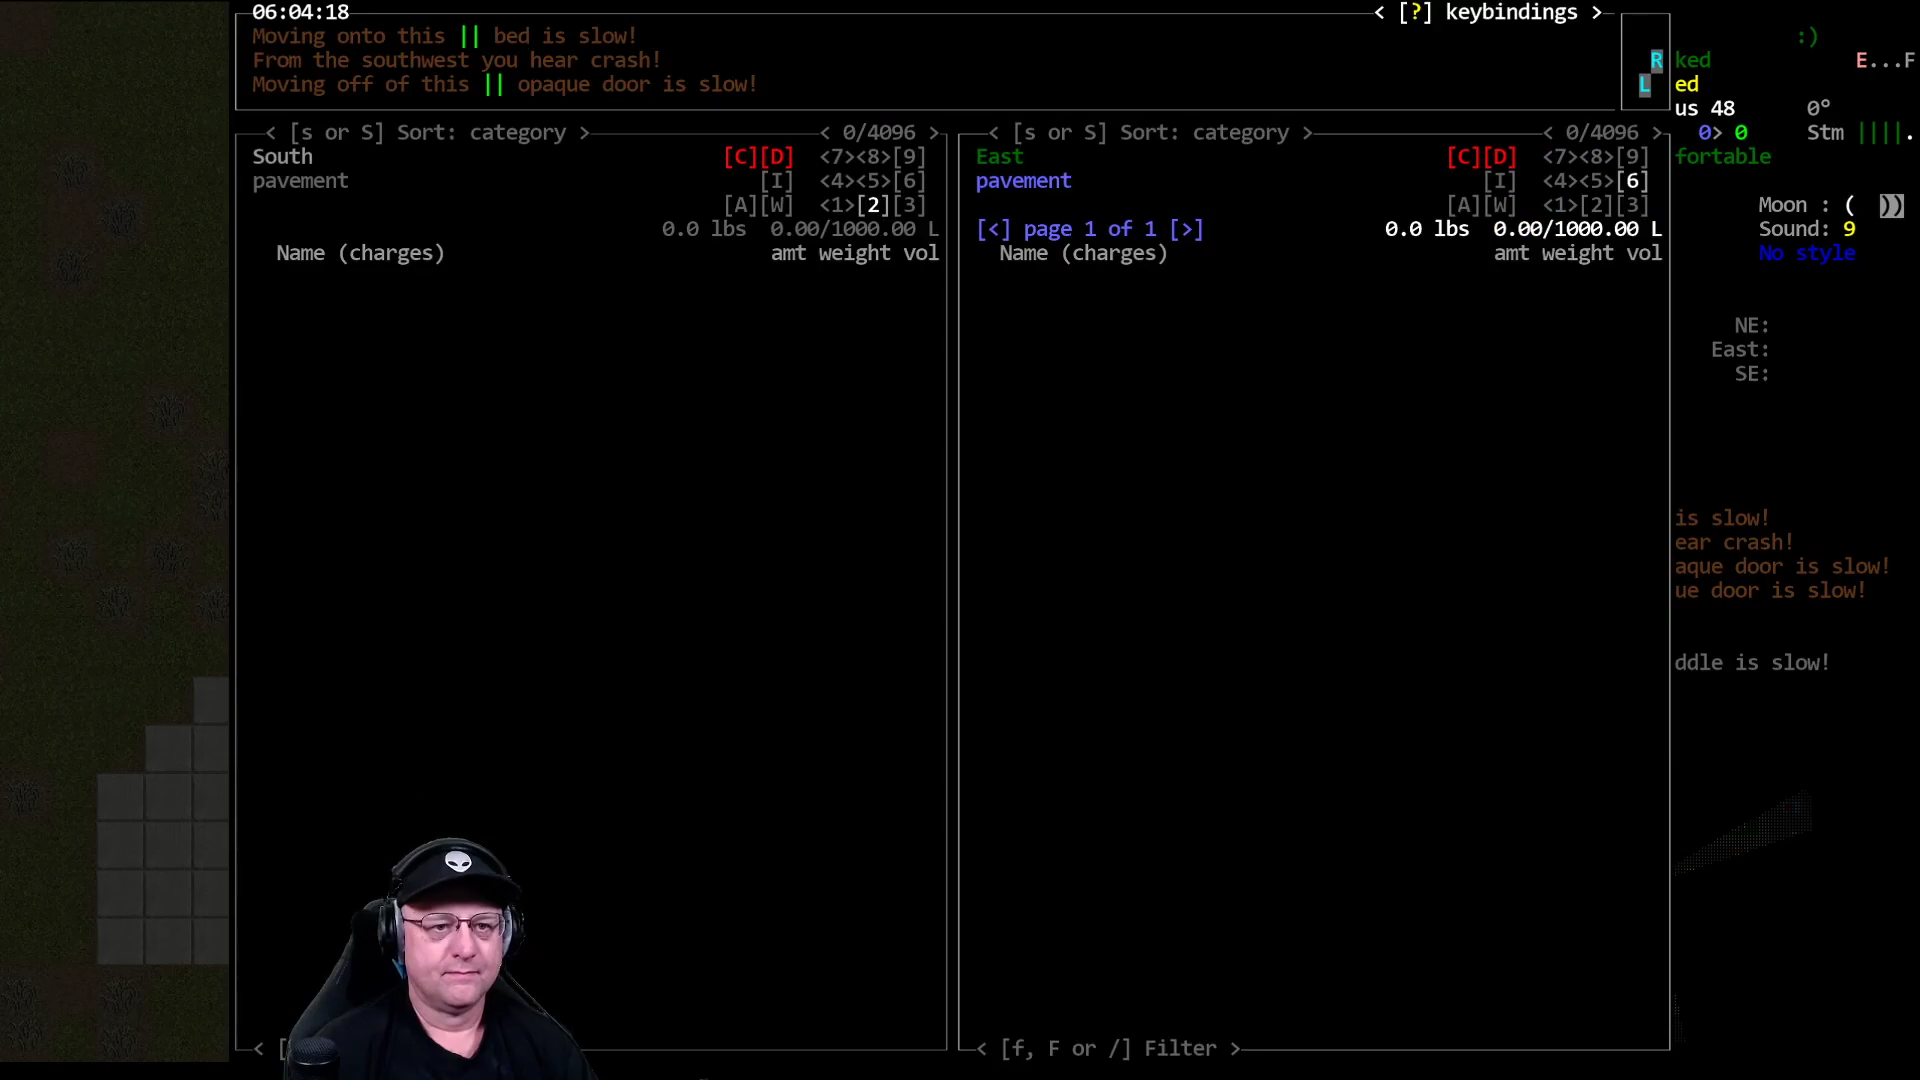 06:04:18
< [?] keybindings >
Moving onto this || bed is slow!
From the southwest you hear crash!
Moving off of this || opaque door is slow!
R
L
:)
ked
E...F
ed
us 48
0°
0> 0
Stm ||||.
fortable
Moon : ( ))
Sound: 9
No style
NE:
East:
SE:
is slow!
ear crash!
aque door is slow!
ue door is slow!
ddle is slow!
< [s or S] Sort: category >
< 0/4096 >
South
[C][D] <7><8>[9]
pavement
[I] <4><5>[6]
[A][W] <1>[2][3]
0.0 lbs 0.00/1000.00 L
Name (charges)
amt weight vol
< [
< [s or S] Sort: category >
< 0/4096 >
East
[C][D] <7><8>[9]
pavement
[I] <4><5>[6]
[A][W] <1>[2][3]
[<] page 1 of 1 [>]
0.0 lbs 0.00/1000.00 L
Name (charges)
amt weight vol
< [f, F or /] Filter >